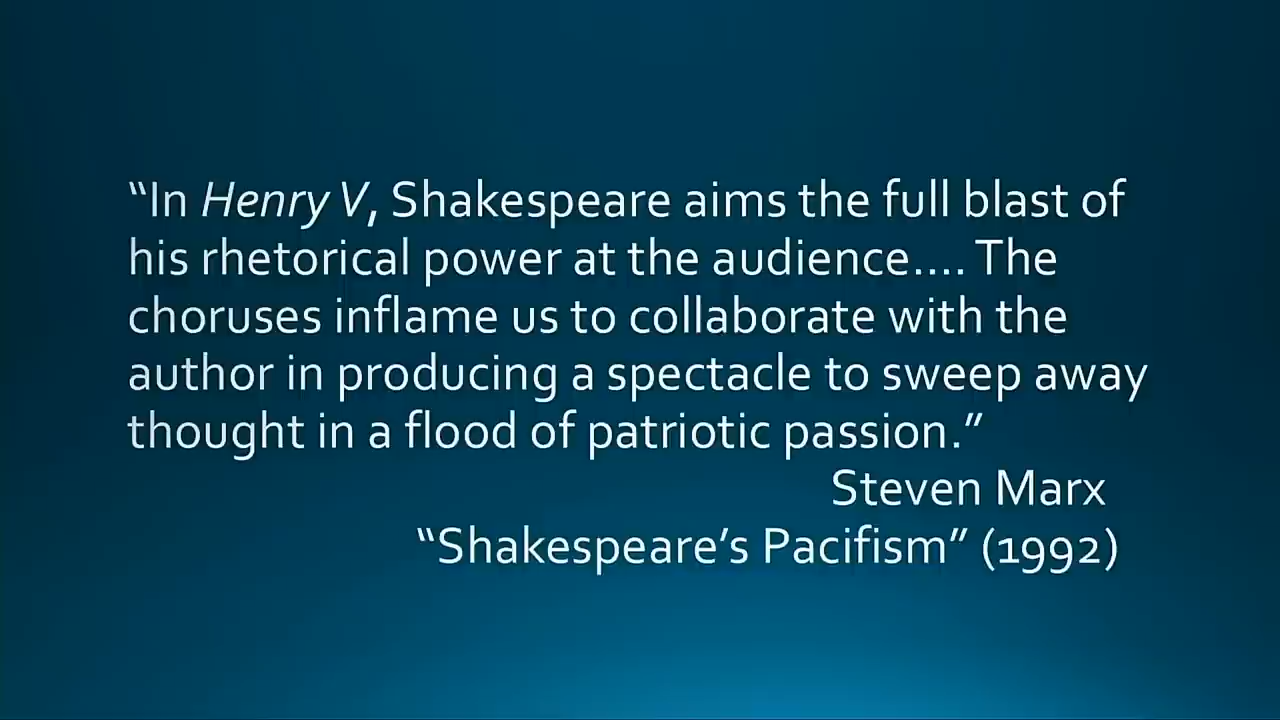 “In Henry V, Shakespeare aims the full blast of
his rhetorical power at the audience.... The
choruses inflame us to collaborate with the
author in producing a spectacle to sweep away
thought in a flood of patriotic passion.”
Steven Marx
“Shakespeare’s Pacifism” (1992)